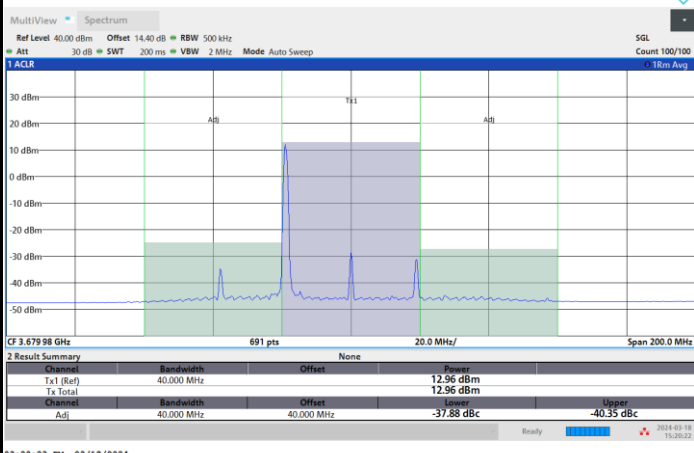 MultiView Spectrum
Ref Level 40.00 dBm Offset 14.40 dB RBW 500 kHz SGL
Att 30 dB SWT 200 ms VBW 2 MHz Mode Auto Sweep Count 100/100
1 ACLR 1Rm Avg
30 dBm
Tx1
20 dBm
Adj Adj
10 dBm
0 dBm
-10 dBm
-20 dBm
-30 dBm
-40 dBm
-50 dBm
CF 3.679 98 GHz 691 pts 20.0 MHz/ Span 200.0 MHz
2 Result Summary None
Channel Bandwidth Offset Power
Tx1 (Ref) 40.000 MHz 12.96 dBm
Tx Total 12.96 dBm
Channel Bandwidth Offset Lower Upper
Adj 40.000 MHz 40.000 MHz -37.88 dBc -40.35 dBc
Ready 2024-03-18
15:20:22